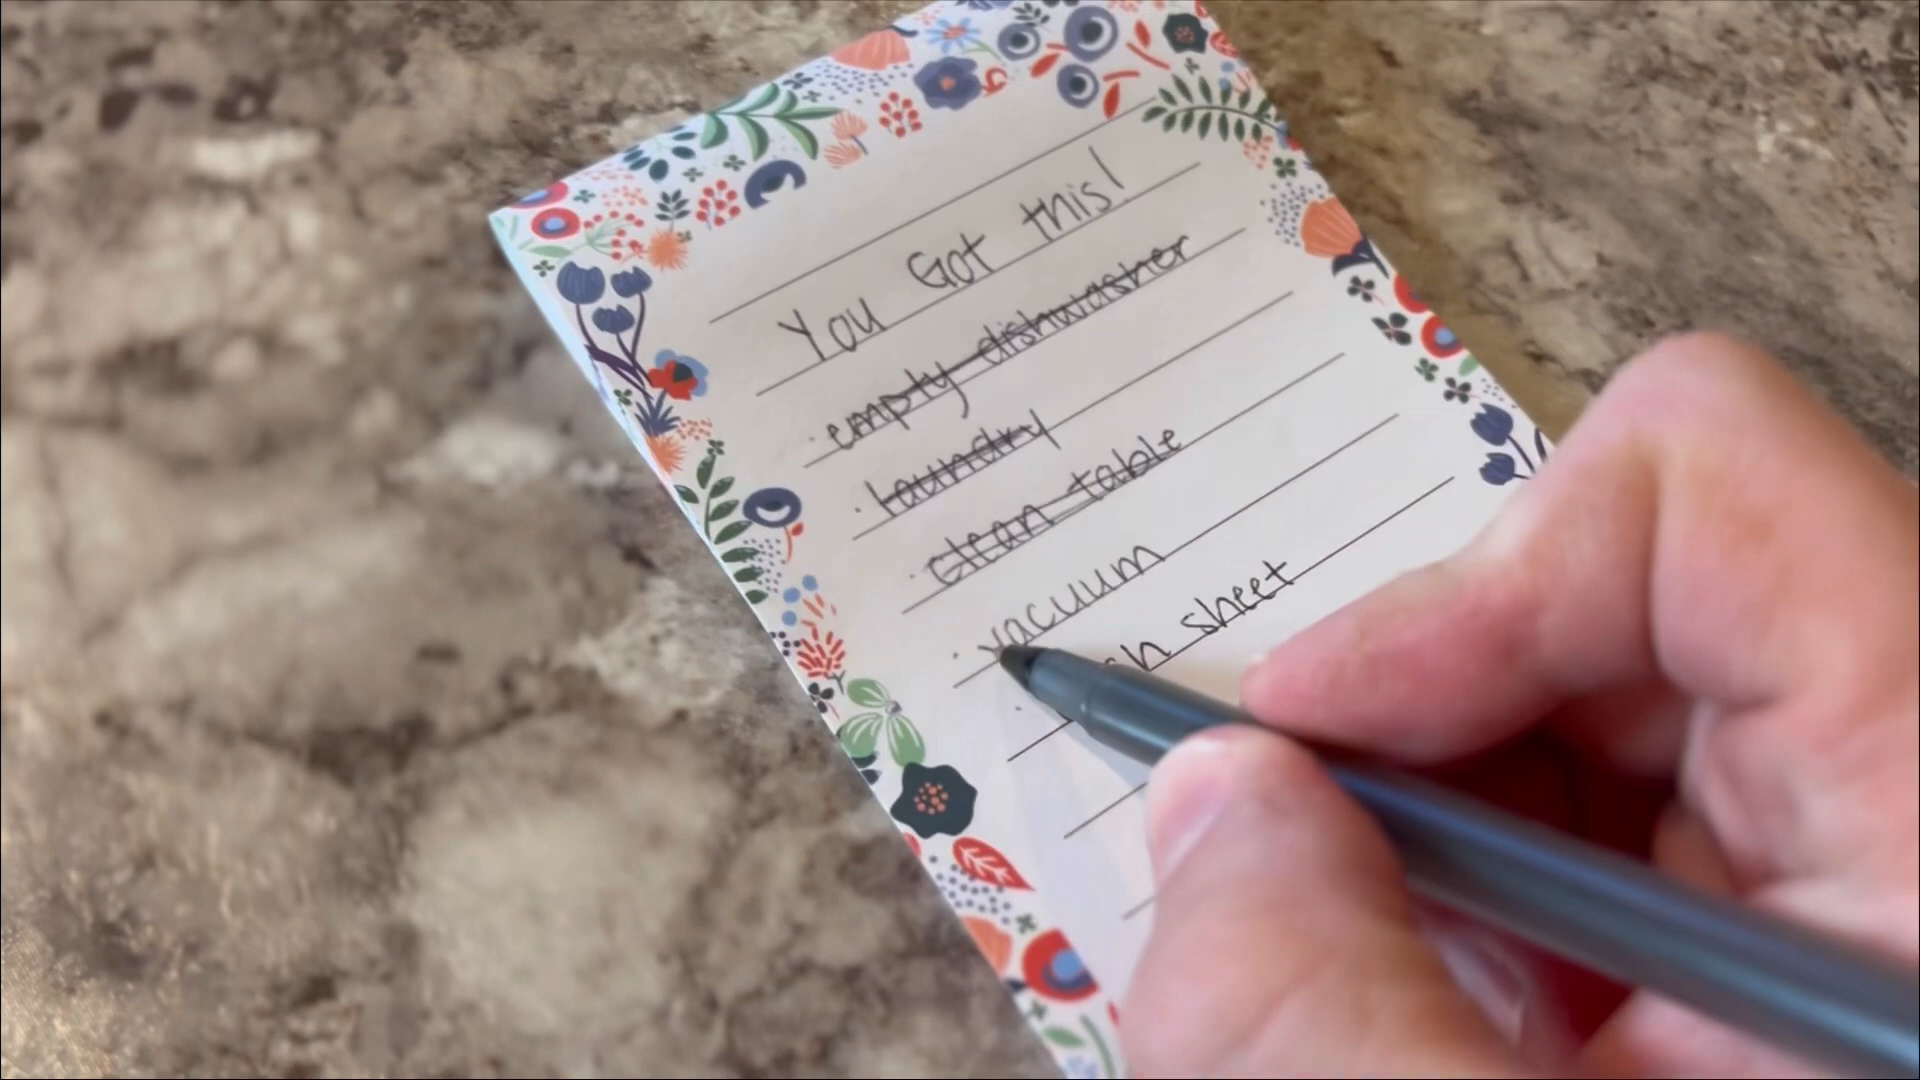 You Got this!
· empty dishwasher
· laundry
· clean table
· vacuum
sheet